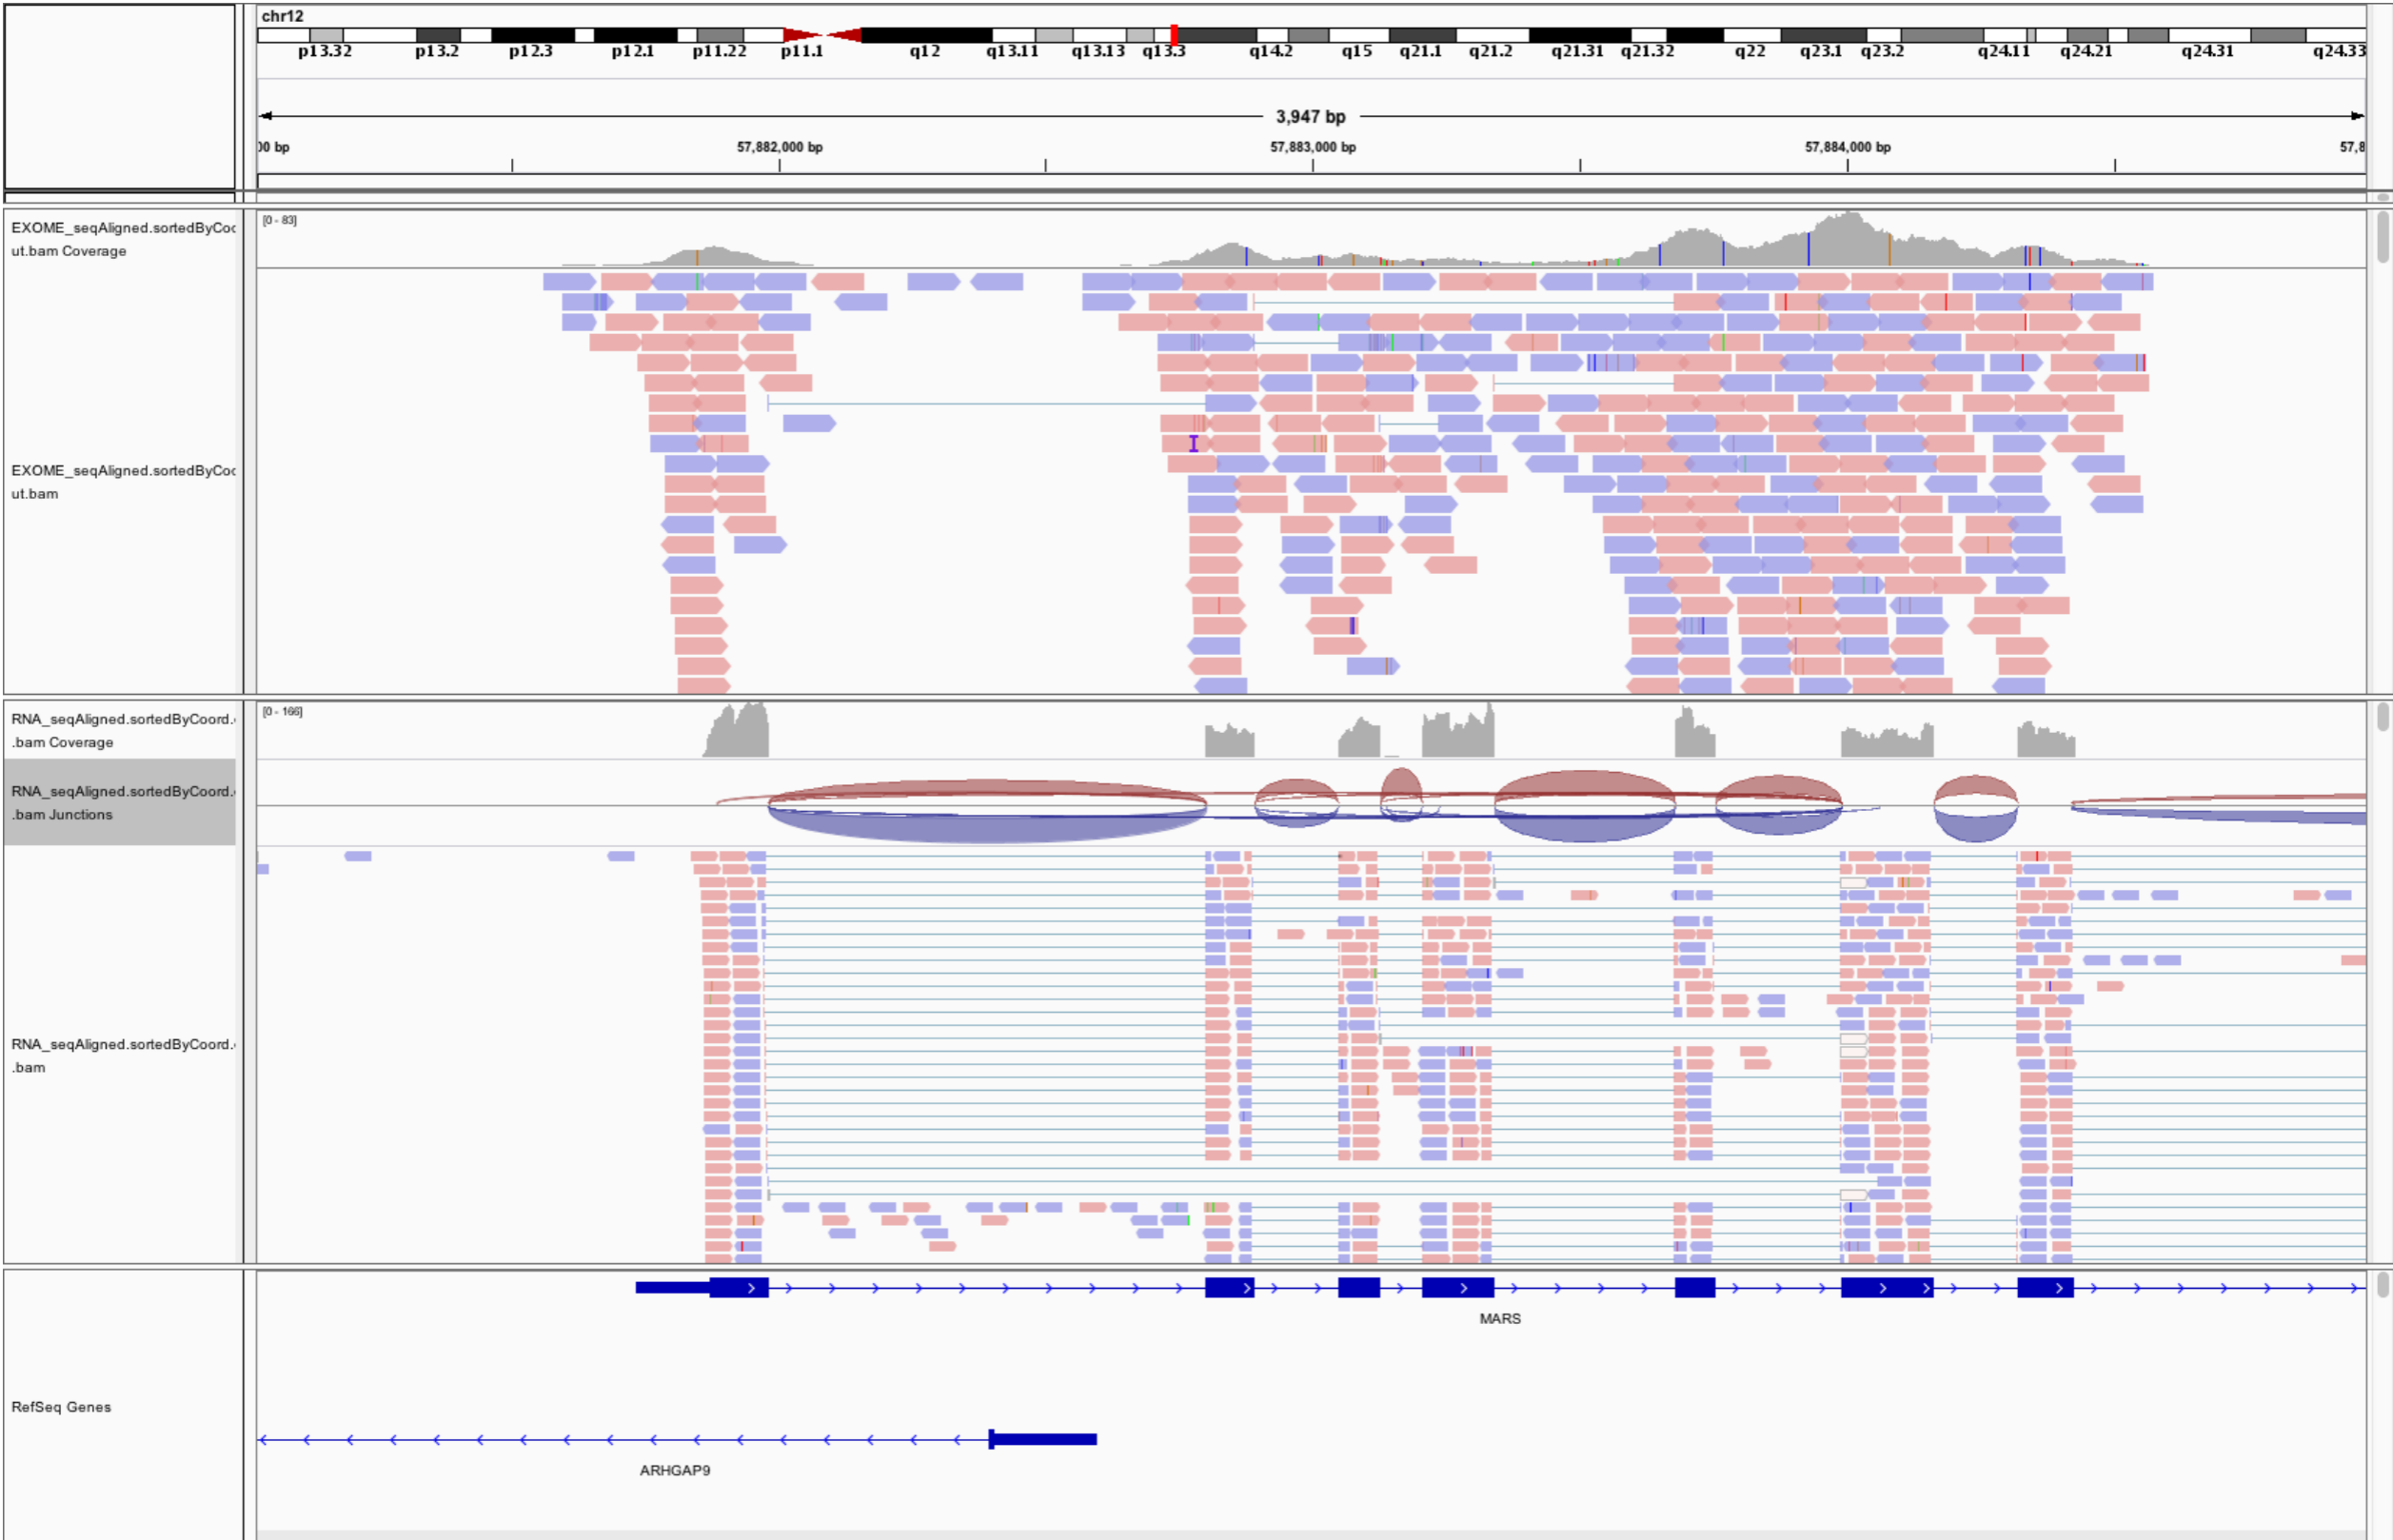 chr12
p13.32 p13.2 p12.3 p12.1 p11.22 p11.1 q12 q13.11 q13.13 q13.3 q14.2 q15 q21.1 q21.2 q21.31 q21.32 q22 q23.1 q23.2 q24.11 q24.21 q24.31 q24.33
3,947 bp
00 bp 57,882,000 bp 57,883,000 bp 57,884,000 bp 57,8
EXOME_seqAligned.sortedByCoo
ut.bam Coverage
[0 - 83]
EXOME_seqAligned.sortedByCoo
ut.bam
RNA_seqAligned.sortedByCoord.
.bam Coverage
[0 - 166]
RNA_seqAligned.sortedByCoord.
.bam Junctions
RNA_seqAligned.sortedByCoord.
.bam
MARS
RefSeq Genes
ARHGAP9